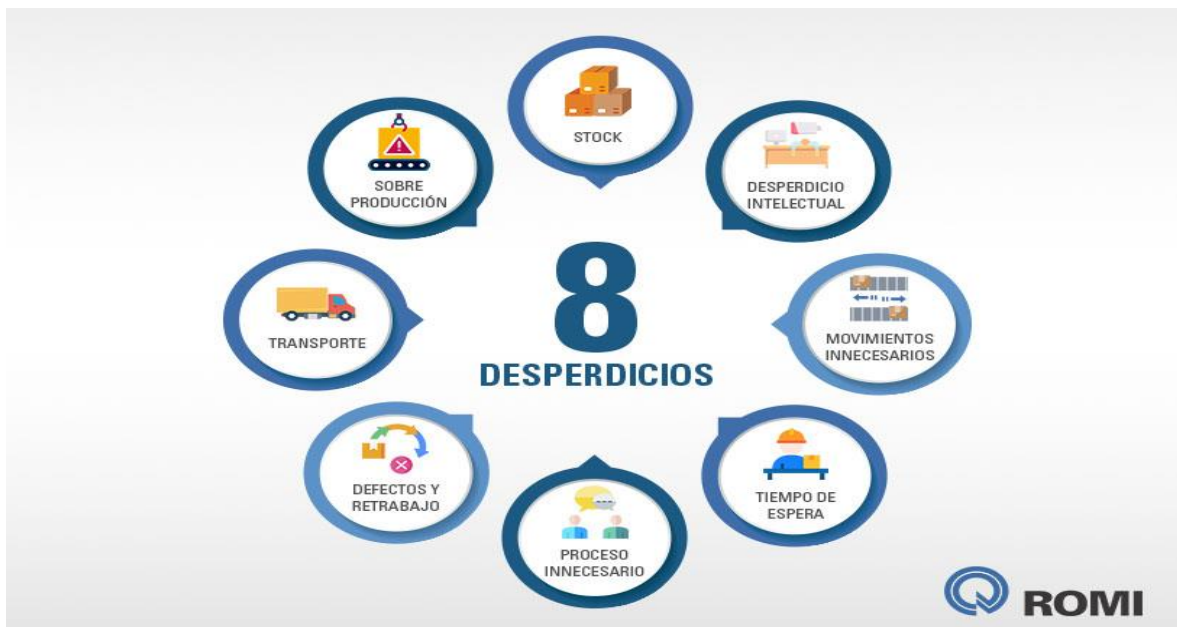 STOCK
DESPERDICIO
INTELECTUAL
MOVIMIENTOS
INNECESARIOS
TIEMPO DE
ESPERA
PROCESO
INNECESARIO
DEFECTOS Y
RETRABAJO
TRANSPORTE
SOBRE
PRODUCCIÓN
8
DESPERDICIOS
ROMI